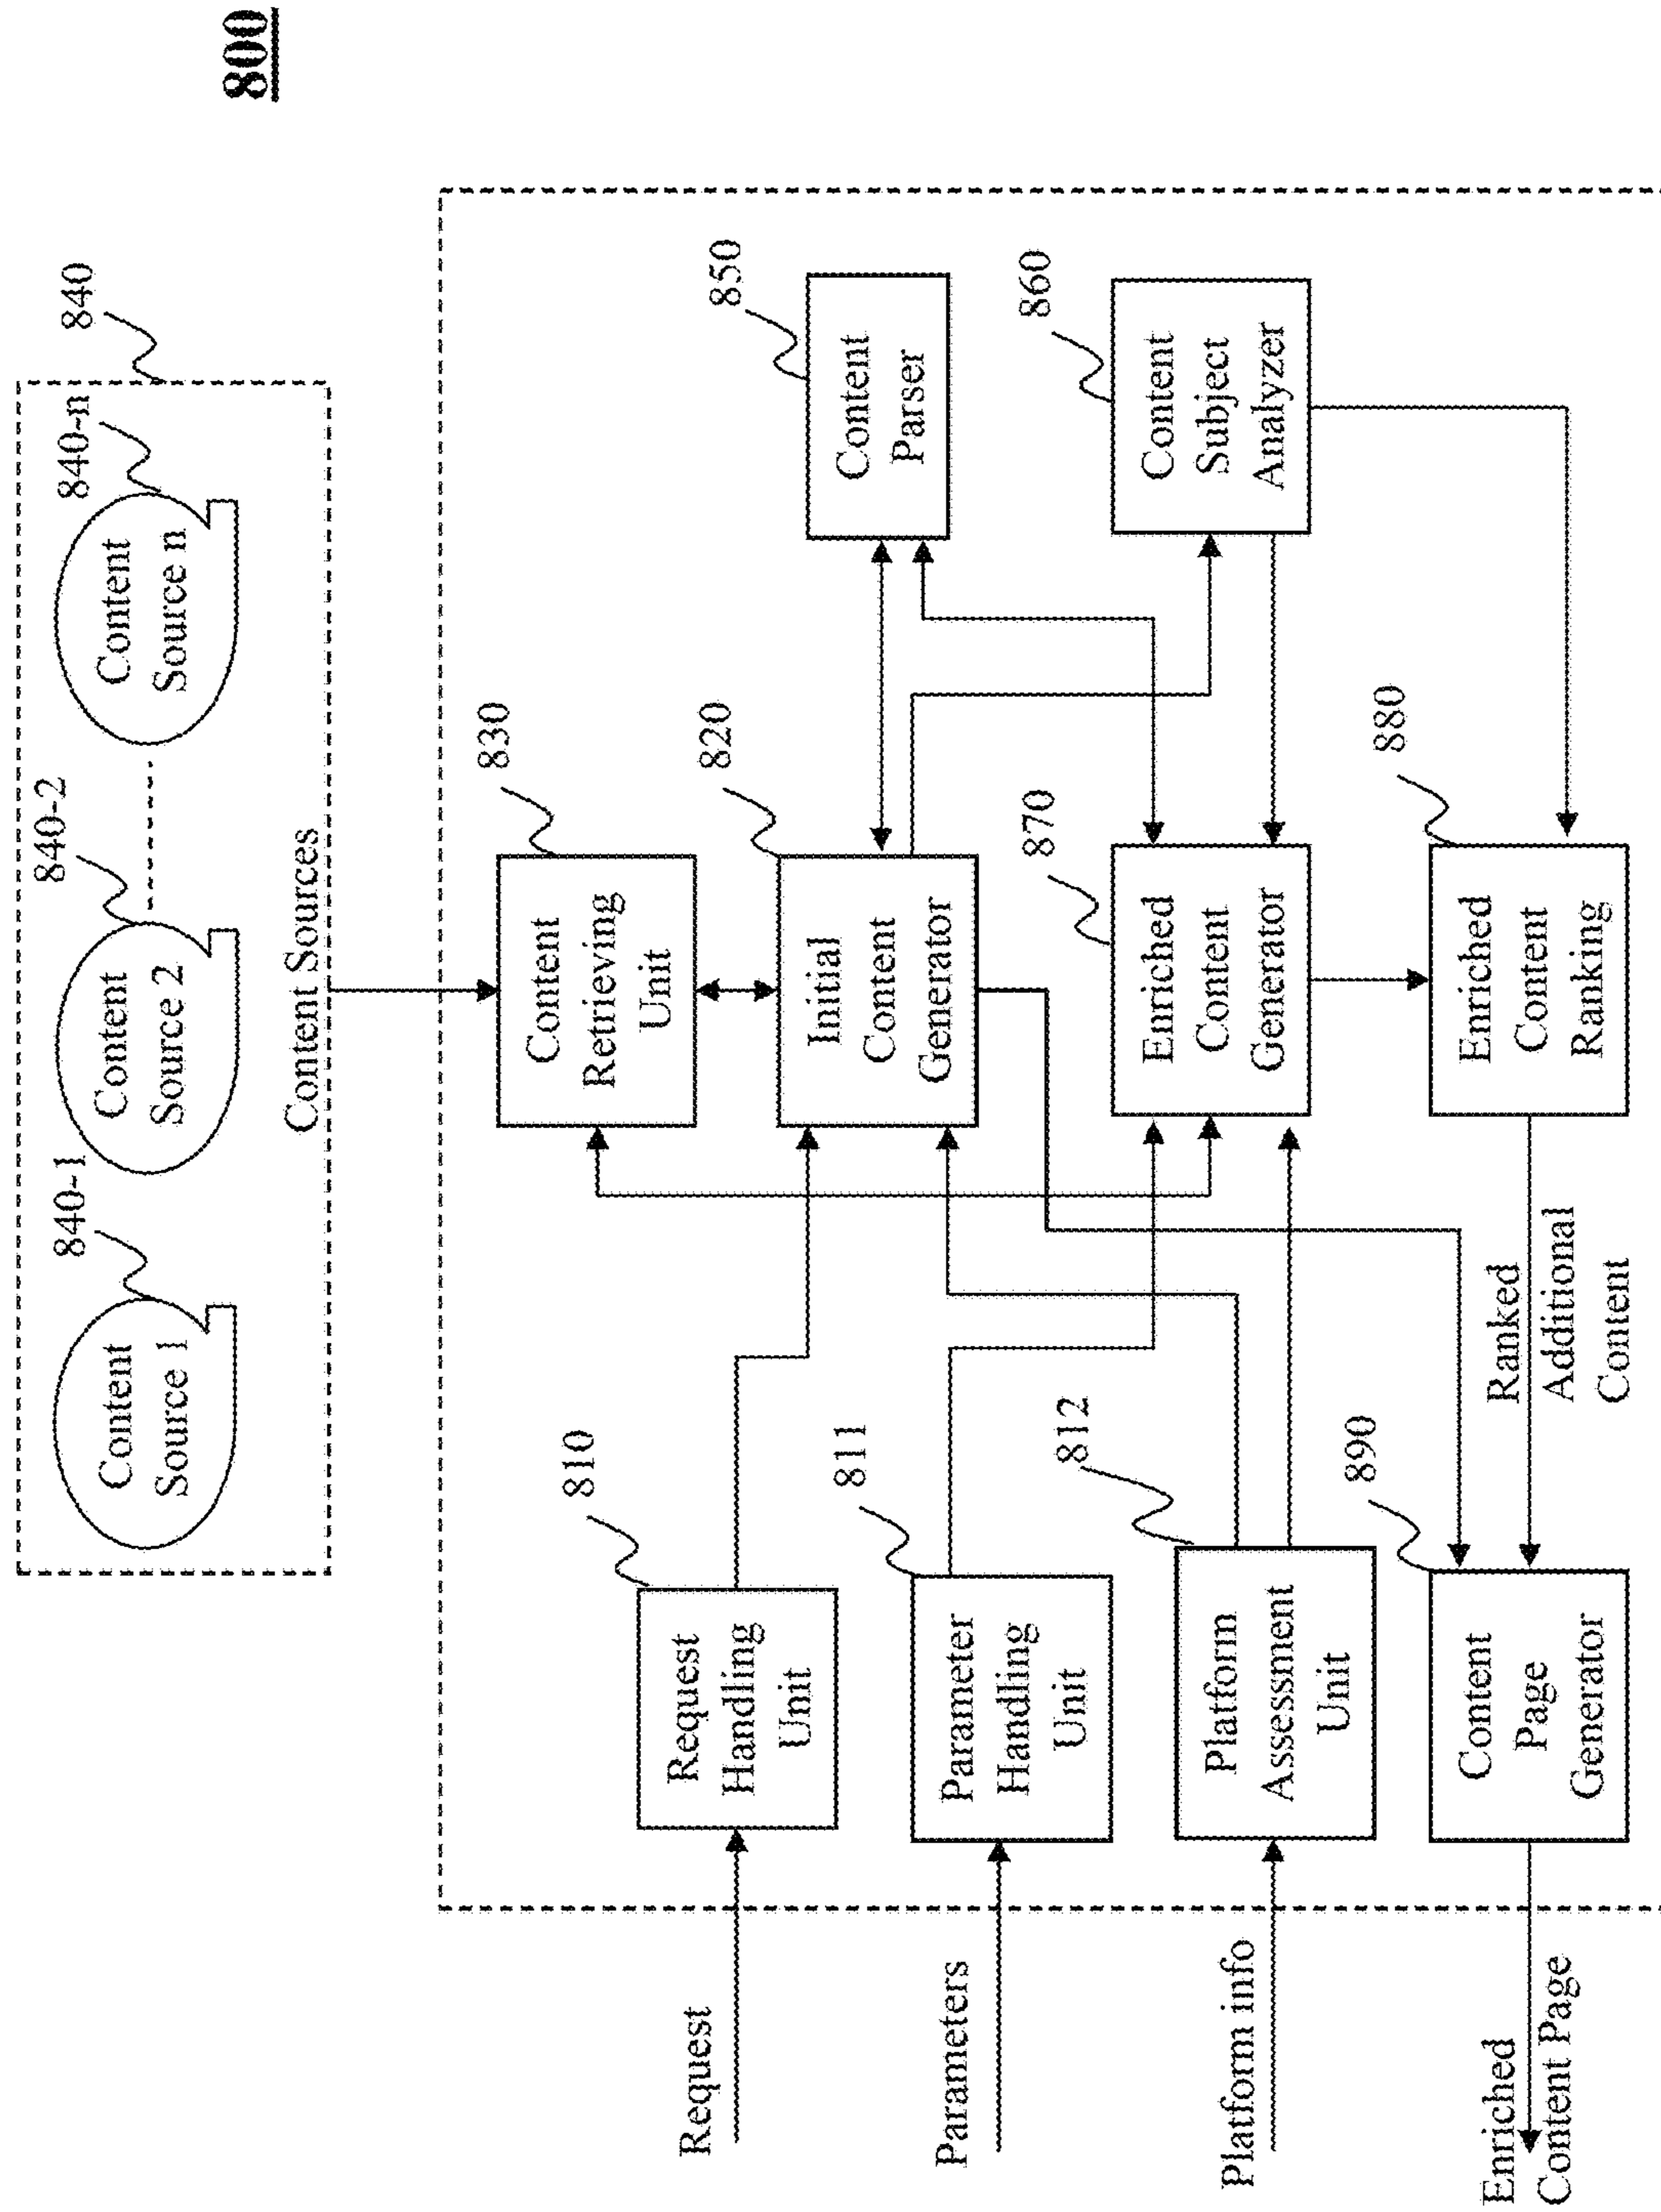 800
840
840-1
840-2
840-n
Content
Source 1
Content
Source 2
Content
Source n
Content Sources
830
Content
Retrieving
Unit
810
Request
Request
Handling
Unit
820
Initial
Content
Generator
850
Content
Parser
811
Parameters
Parameter
Handling
Unit
870
Enriched
Content
Generator
860
Content
Subject
Analyzer
812
Platform info
Platform
Assessment
Unit
880
Enriched
Content
Ranking
890
Content
Page
Generator
Ranked
Additional
Content
Enriched
Content Page